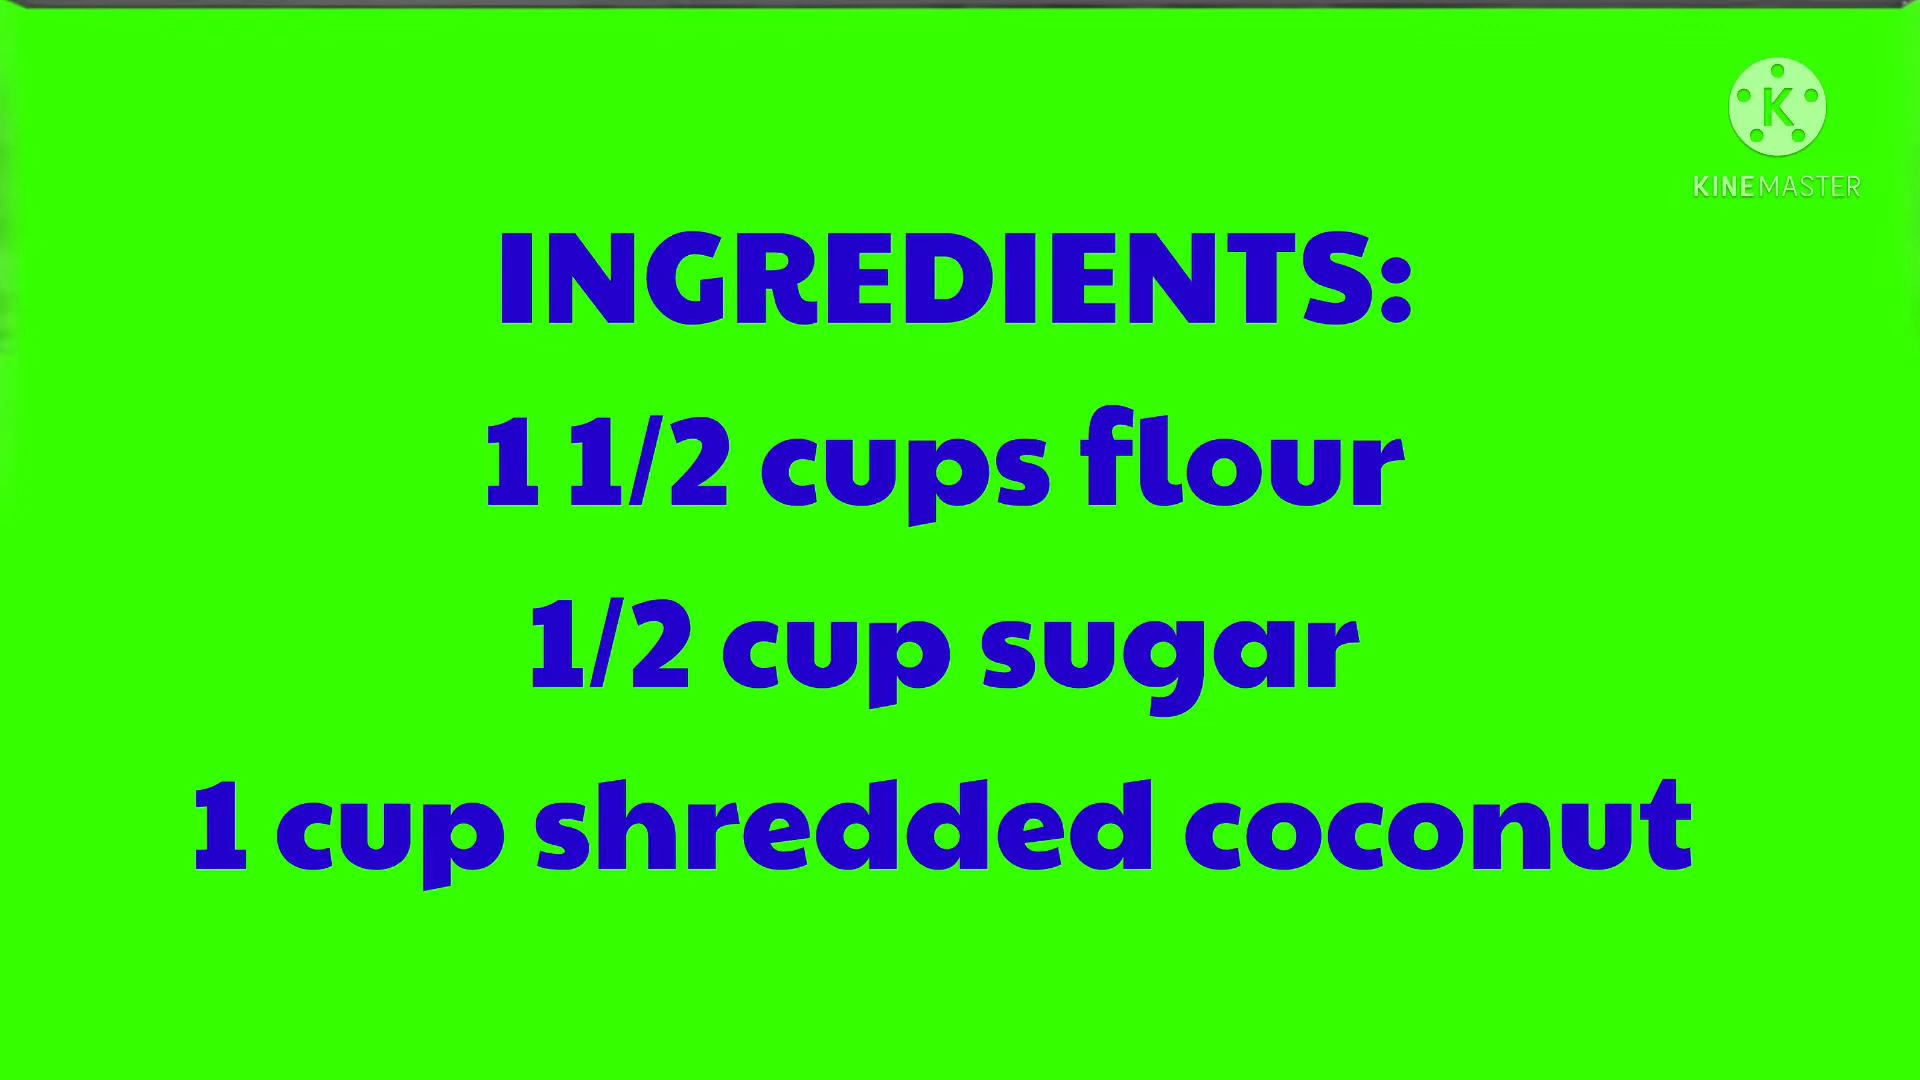 K
KINEMASTER
INGREDIENTS:
1 1/2 cups flour
1/2 cup sugar
1 cup shredded coconut